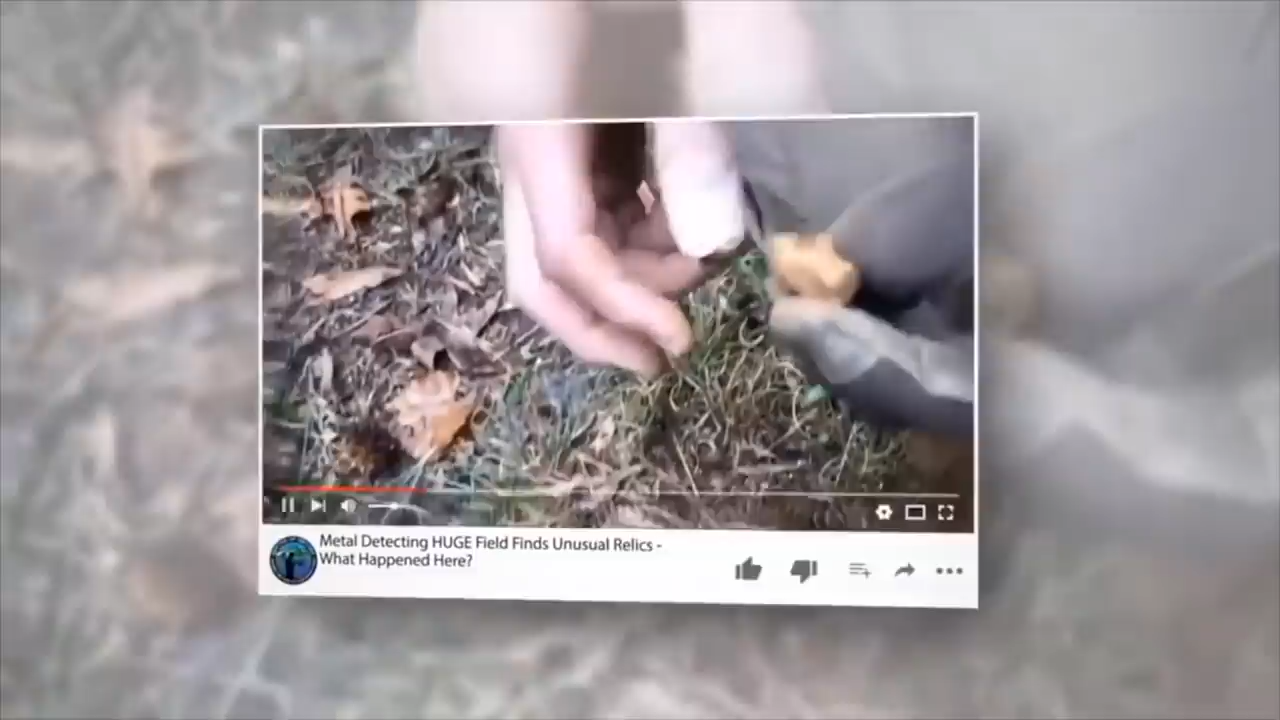 Metal Detecting HUGE Field Finds Unusual Relics -
What Happened Here?